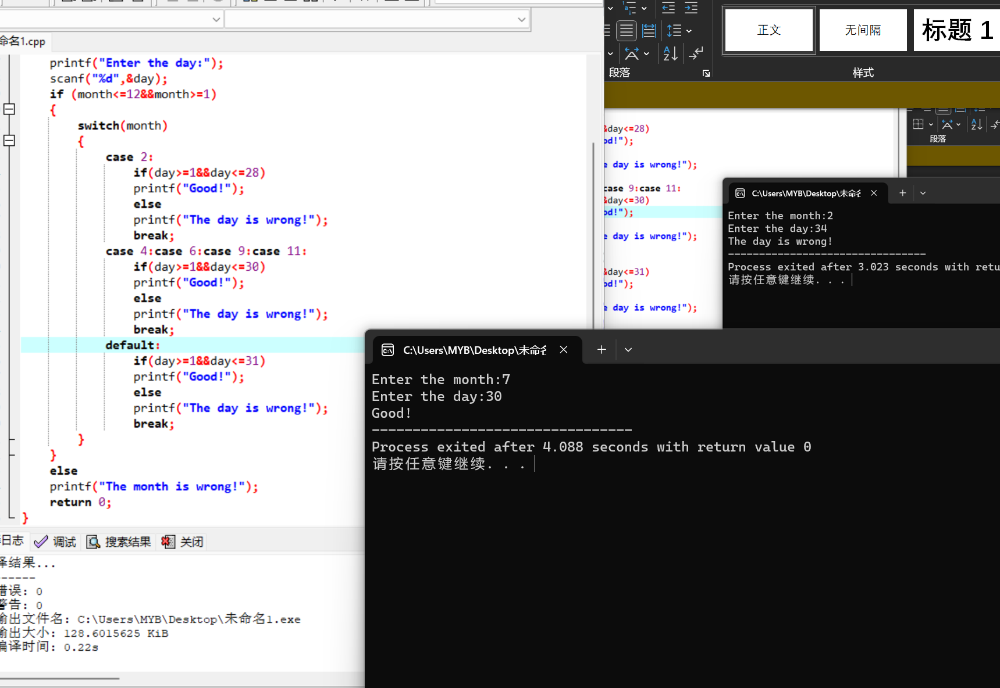 命名1.cpp
printf("Enter the day:");
scanf("%d",&day);
if (month<=12&&month>=1)
{
switch(month)
{
case 2:
if(day>=1&&day<=28)
printf("Good!");
else
printf("The day is wrong!");
break;
case 4:case 6:case 9:case 11:
if(day>=1&&day<=30)
printf("Good!");
else
printf("The day is wrong!");
break;
default:
if(day>=1&&day<=31)
printf("Good!");
else
printf("The day is wrong!");
break;
}
}
else
printf("The month is wrong!");
return 0;
}
日志 调试 搜索结果 关闭
译结果...
------
错误: 0
警告: 0
输出文件名: C:\Users\MYB\Desktop\未命名1.exe
输出大小: 128.6015625 KiB
编译时间: 0.22s
正文 无间隔 标题 1
段落 样式
段落
&day<=28)
od!");
e day is wrong!");
case 9:case 11:
&day<=30)
od!");
e day is wrong!");
&day<=31)
od!");
e day is wrong!");
C:\Users\MYB\Desktop\未命名
Enter the month:2
Enter the day:34
The day is wrong!
--------------------------------
Process exited after 3.023 seconds with retu
请按任意键继续. . .
C:\Users\MYB\Desktop\未命名
Enter the month:7
Enter the day:30
Good!
--------------------------------
Process exited after 4.088 seconds with return value 0
请按任意键继续. . .